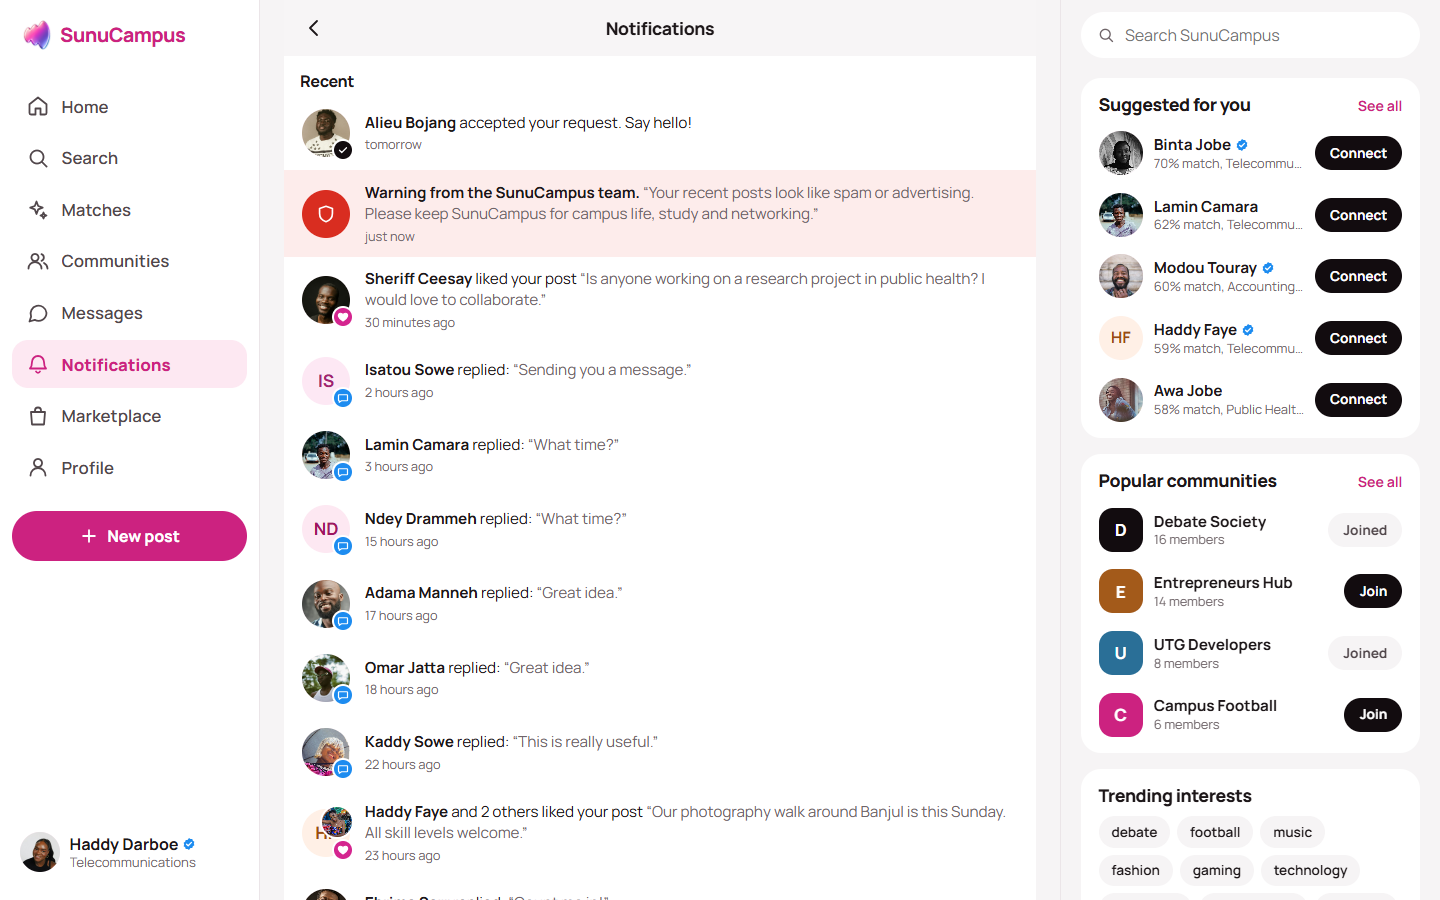 SunuCampus
Home
Search
Matches
Communities
Messages
Notifications
Marketplace
Profile
New post
Haddy Darboe
Telecommunications
Notifications
Recent
Alieu Bojang accepted your request. Say hello!
tomorrow
Warning from the SunuCampus team. “Your recent posts look like spam or advertising.
Please keep SunuCampus for campus life, study and networking.”
just now
Sheriff Ceesay liked your post “Is anyone working on a research project in public health? I
would love to collaborate.”
30 minutes ago
IS
Isatou Sowe replied: “Sending you a message.”
2 hours ago
Lamin Camara replied: “What time?”
3 hours ago
ND
Ndey Drammeh replied: “What time?”
15 hours ago
Adama Manneh replied: “Great idea.”
17 hours ago
Omar Jatta replied: “Great idea.”
18 hours ago
Kaddy Sowe replied: “This is really useful.”
22 hours ago
Haddy Faye and 2 others liked your post “Our photography walk around Banjul is this Sunday.
All skill levels welcome.”
23 hours ago
Search SunuCampus
Suggested for you
See all
Binta Jobe
70% match, Telecommu...
Connect
Lamin Camara
62% match, Telecommu...
Connect
Modou Touray
60% match, Accounting...
Connect
HF
Haddy Faye
59% match, Telecommu...
Connect
Awa Jobe
58% match, Public Healt...
Connect
Popular communities
See all
D
Debate Society
16 members
Joined
E
Entrepreneurs Hub
14 members
Join
U
UTG Developers
8 members
Joined
C
Campus Football
6 members
Join
Trending interests
debate
football
music
fashion
gaming
technology